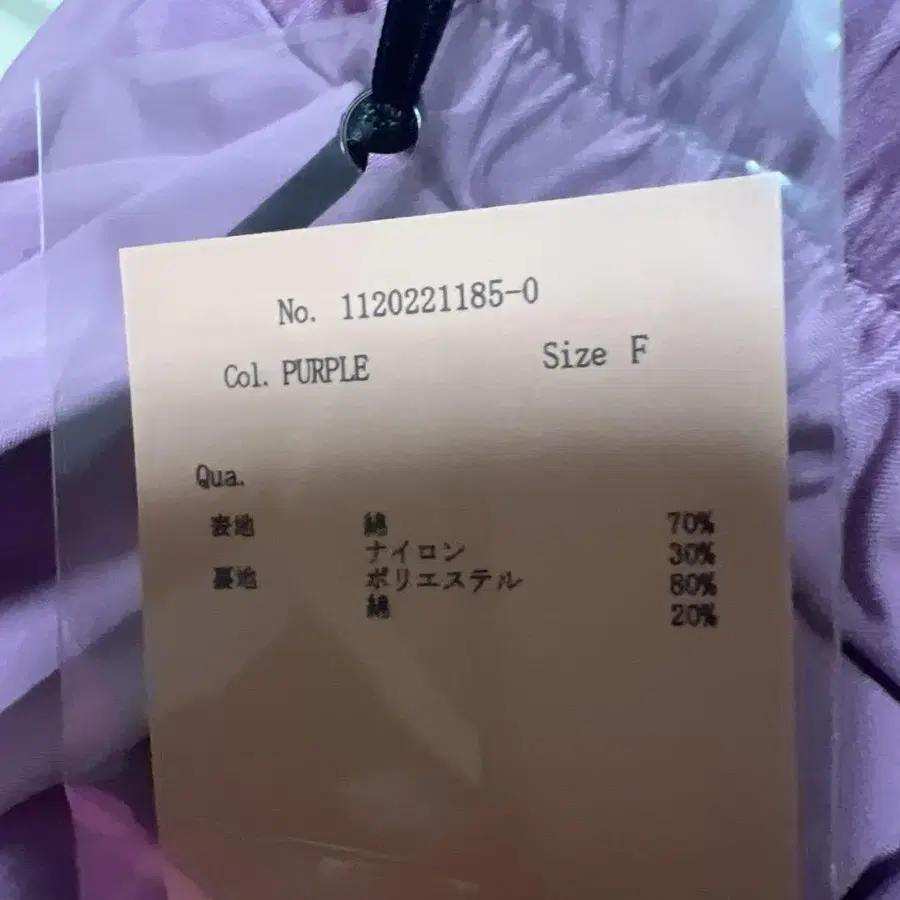 No. 1120221185-0
Col. PURPLE Size F
Qua.
表地 綿 70%
ナイロン 30%
裏地 ポリエステル 80%
綿 20%